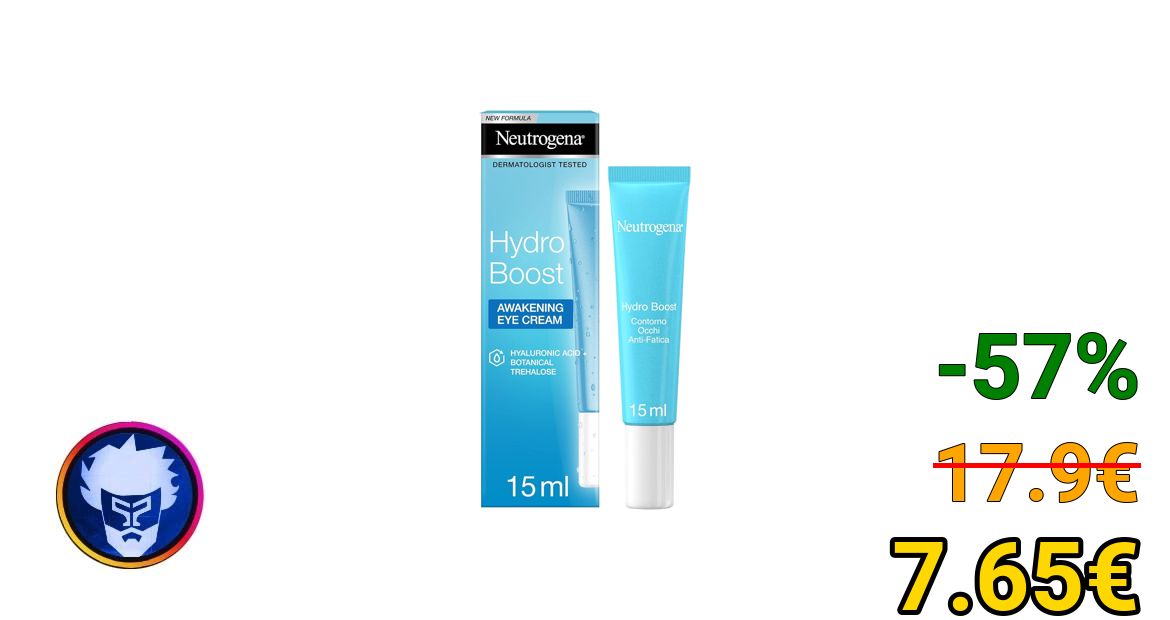 NEW FORMULA
Neutrogena®
DERMATOLOGIST TESTED
Hydro
Boost
AWAKENING
EYE CREAM
HYALURONIC ACID +
BOTANICAL
TREHALOSE
15 ml
Neutrogena®
Hydro Boost
Contorno
Occhi
Anti-Fatica
15 ml
-57%
17.9€
7.65€